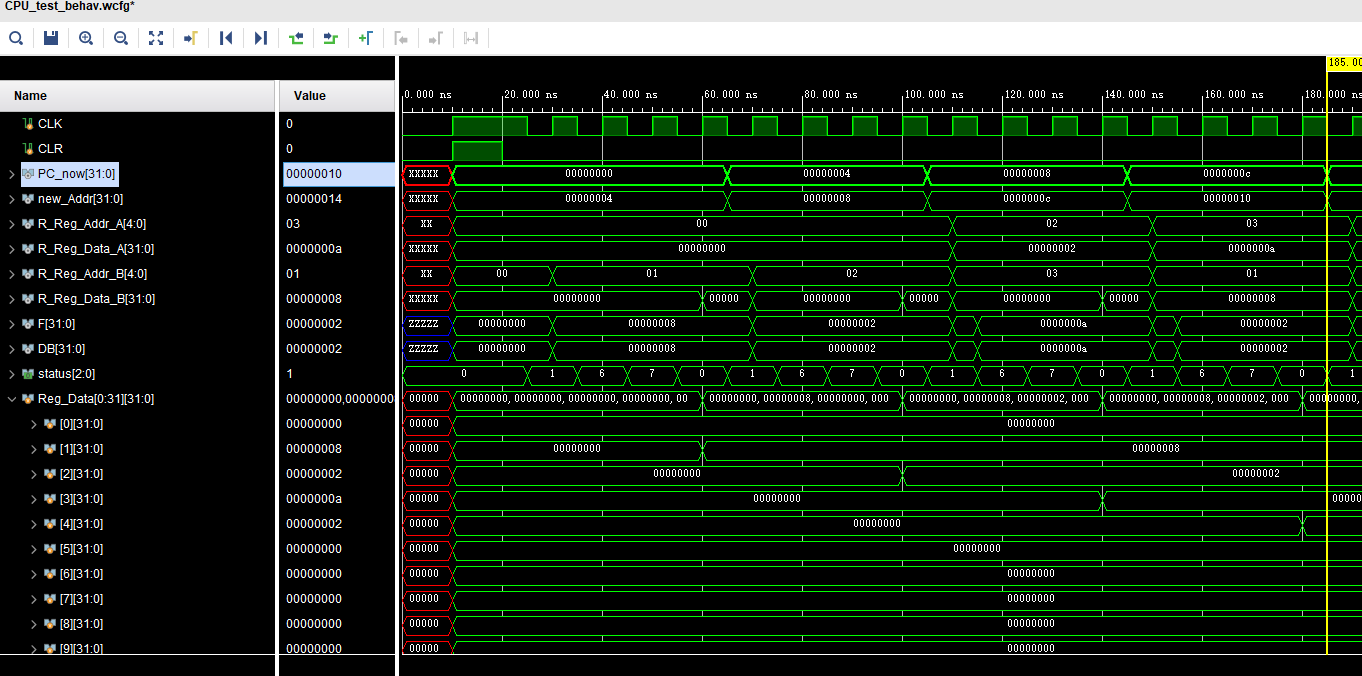 CPU_test_behav.wcfg*
185.00
Name Value
0.000 ns 20.000 ns 40.000 ns 60.000 ns 80.000 ns 100.000 ns 120.000 ns 140.000 ns 160.000 ns 180.000 ns
CLK 0
CLR 0
PC_now[31:0] 00000010 XXXXX 00000000 00000004 00000008 0000000c
new_Addr[31:0] 00000014 XXXXX 00000004 00000008 0000000c 00000010
R_Reg_Addr_A[4:0] 03 XX 00 02 03
R_Reg_Data_A[31:0] 0000000a XXXXX 00000000 00000002 0000000a
R_Reg_Addr_B[4:0] 01 XX 00 01 02 03 01
R_Reg_Data_B[31:0] 00000008 XXXXX 00000000 00000 00000000 00000 00000000 00000 00000008
F[31:0] 00000002 ZZZZZ 00000000 00000008 00000002 0000000a 00000002
DB[31:0] 00000002 ZZZZZ 00000000 00000008 00000002 0000000a 00000002
status[2:0] 1 0 1 6 7 0 1 6 7 0 1 6 7 0 1 6 7 0 1
Reg_Data[0:31][31:0] 00000000,0000000 00000 00000000,00000000,00000000,00000000,00 00000000,00000008,00000000,000 00000000,00000008,00000002,000 00000000,00000008,00000002,000 00000000,
[0][31:0] 00000000 00000 00000000
[1][31:0] 00000008 00000 00000000 00000008
[2][31:0] 00000002 00000 00000000 00000002
[3][31:0] 0000000a 00000 00000000 00000
[4][31:0] 00000002 00000 00000000
[5][31:0] 00000000 00000 00000000
[6][31:0] 00000000 00000 00000000
[7][31:0] 00000000 00000 00000000
[8][31:0] 00000000 00000 00000000
[9][31:0] 00000000 00000 00000000